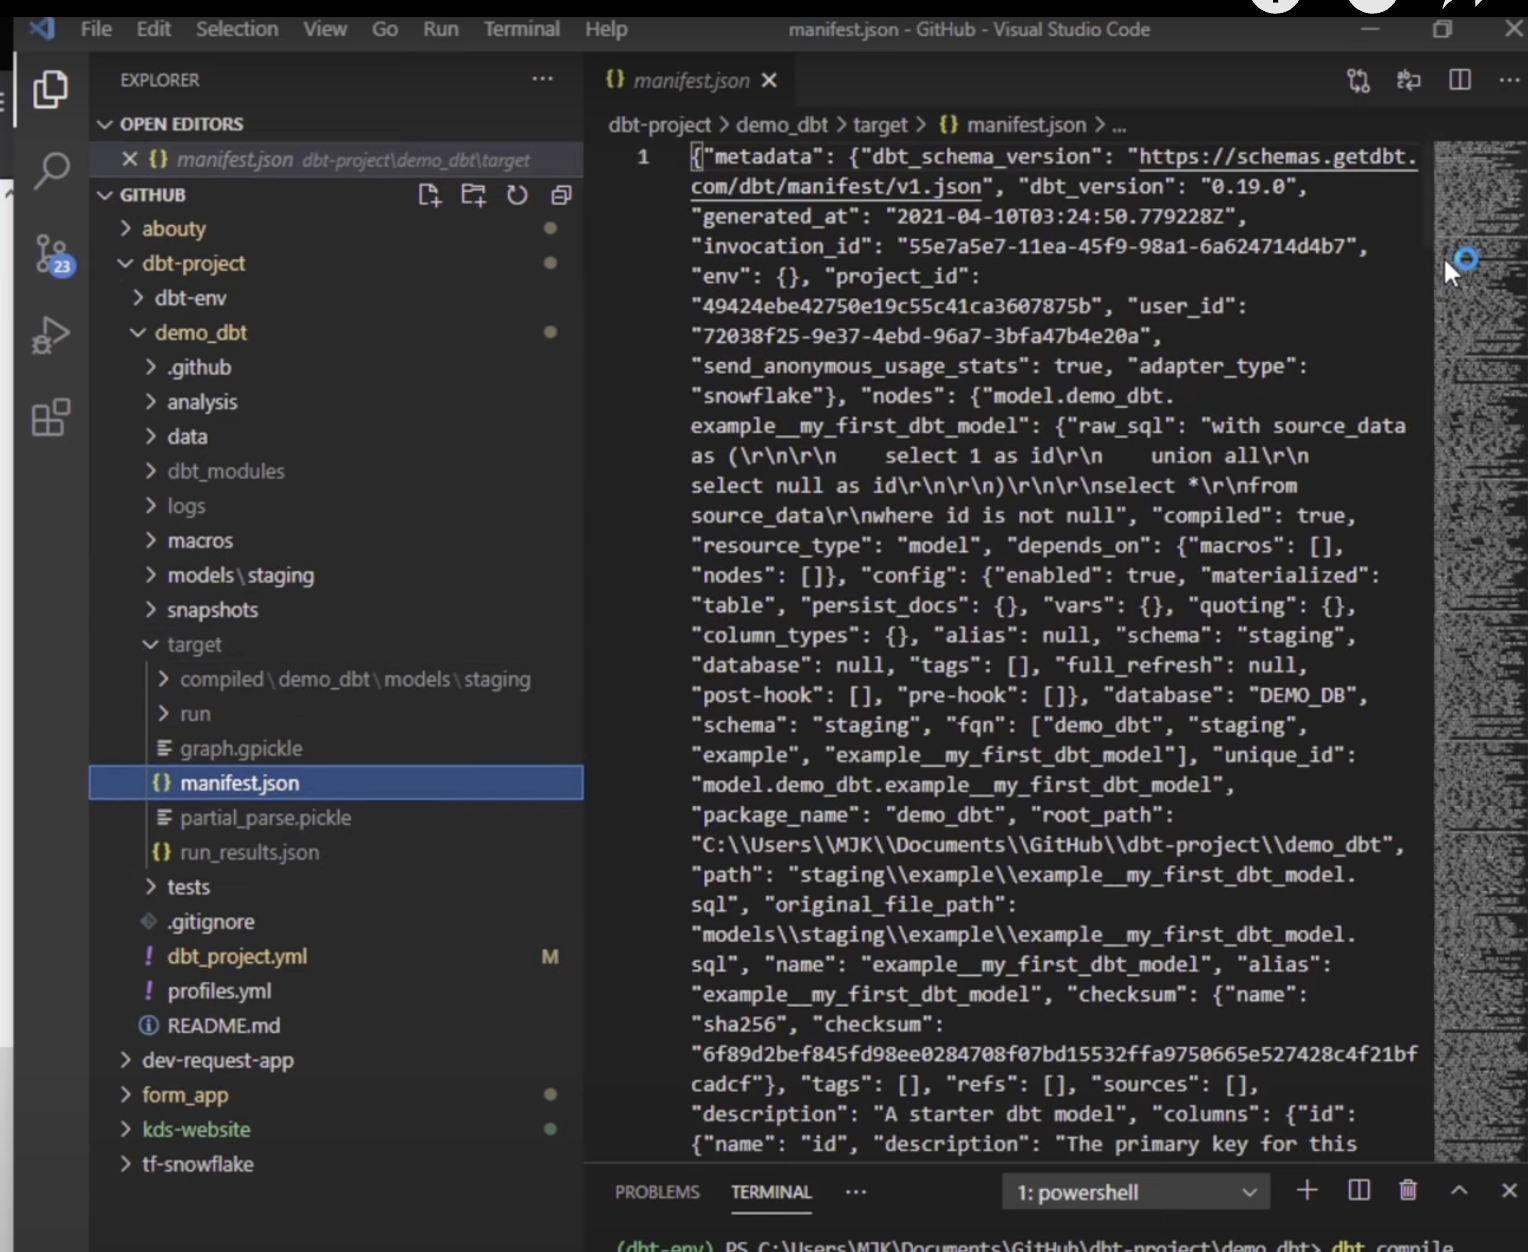 File Edit Selection View Go Run Terminal Help manifest.json - GitHub - Visual Studio Code
EXPLORER
OPEN EDITORS
manifest.json dbt-project\demo_dbt\target
GITHUB
abouty
dbt-project
dbt-env
demo_dbt
.github
analysis
data
dbt_modules
logs
macros
models\staging
snapshots
target
compiled\demo_dbt\models\staging
run
graph.gpickle
{} manifest.json
partial_parse.pickle
{} run_results.json
tests
.gitignore
! dbt_project.yml M
! profiles.yml
README.md
dev-request-app
form_app
kds-website
tf-snowflake
23
{} manifest.json
dbt-project > demo_dbt > target > {} manifest.json > ...
1 {"metadata": {"dbt_schema_version": "https://schemas.getdbt.
com/dbt/manifest/v1.json", "dbt_version": "0.19.0",
"generated_at": "2021-04-10T03:24:50.779228Z",
"invocation_id": "55e7a5e7-11ea-45f9-98a1-6a624714d4b7",
"env": {}, "project_id":
"49424ebe42750e19c55c41ca3607875b", "user_id":
"72038f25-9e37-4ebd-96a7-3bfa47b4e20a",
"send_anonymous_usage_stats": true, "adapter_type":
"snowflake"}, "nodes": {"model.demo_dbt.
example__my_first_dbt_model": {"raw_sql": "with source_data
as (\r\n\r\n    select 1 as id\r\n    union all\r\n
select null as id\r\n\r\n)\r\n\r\nselect *\r\nfrom
source_data\r\nwhere id is not null", "compiled": true,
"resource_type": "model", "depends_on": {"macros": [],
"nodes": []}, "config": {"enabled": true, "materialized":
"table", "persist_docs": {}, "vars": {}, "quoting": {},
"column_types": {}, "alias": null, "schema": "staging",
"database": null, "tags": [], "full_refresh": null,
"post-hook": [], "pre-hook": []}, "database": "DEMO_DB",
"schema": "staging", "fqn": ["demo_dbt", "staging",
"example", "example__my_first_dbt_model"], "unique_id":
"model.demo_dbt.example__my_first_dbt_model",
"package_name": "demo_dbt", "root_path":
"C:\\Users\\MJK\\Documents\\GitHub\\dbt-project\\demo_dbt",
"path": "staging\\example\\example__my_first_dbt_model.
sql", "original_file_path":
"models\\staging\\example\\example__my_first_dbt_model.
sql", "name": "example__my_first_dbt_model", "alias":
"example__my_first_dbt_model", "checksum": {"name":
"sha256", "checksum":
"6f89d2bef845fd98ee0284708f07bd15532ffa9750665e527428c4f21bf
cadcf"}, "tags": [], "refs": [], "sources": [],
"description": "A starter dbt model", "columns": {"id":
{"name": "id", "description": "The primary key for this
PROBLEMS TERMINAL ... 1: powershell
(dbt-env) PS C:\Users\MJK\Documents\GitHub\dbt-project\demo_dbt> dbt compile